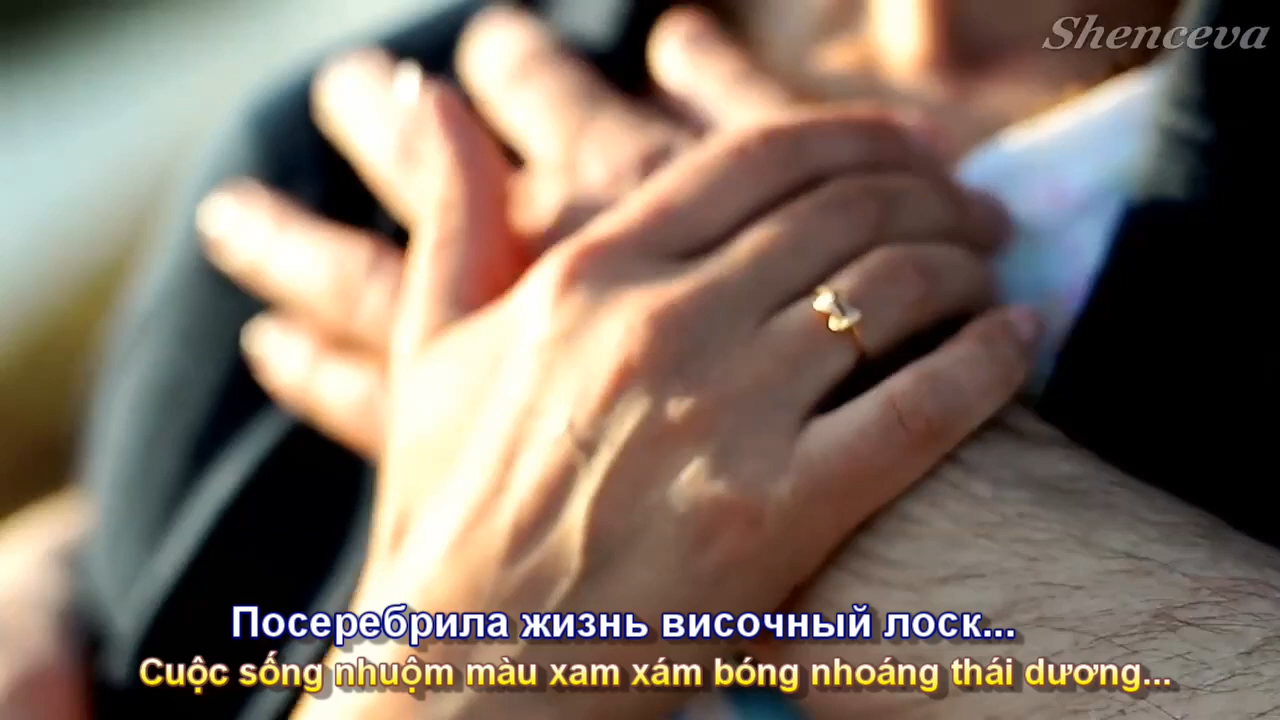 Shenceva
Посеребрила жизнь височный лоск...
Cuộc sống nhuộm màu xam xám bóng nhoáng thái dương...